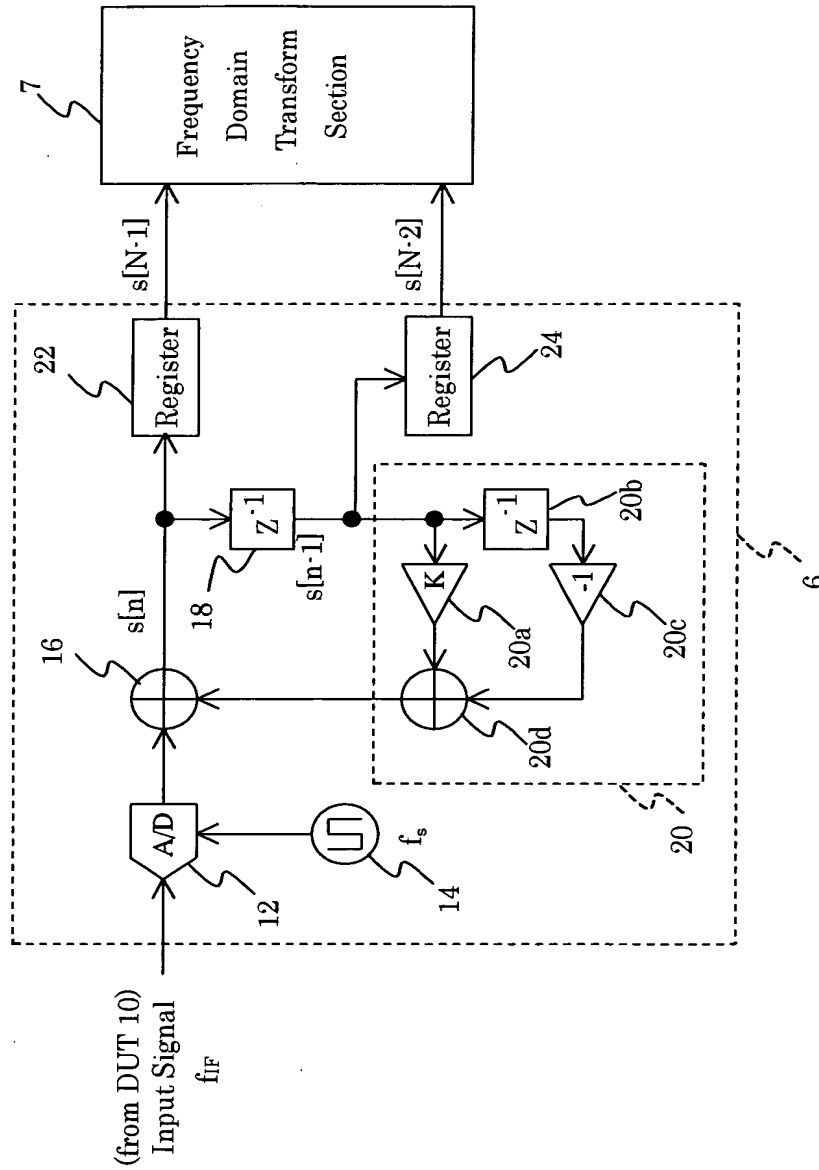 (from DUT 10)
Input Signal
fIF
12
A/D
14
fs
16
s[n]
18
Z-1
s[n-1]
20
20a
K
20b
Z-1
20c
-1
20d
22
Register
24
Register
s[N-1]
s[N-2]
6
7
Frequency
Domain
Transform
Section